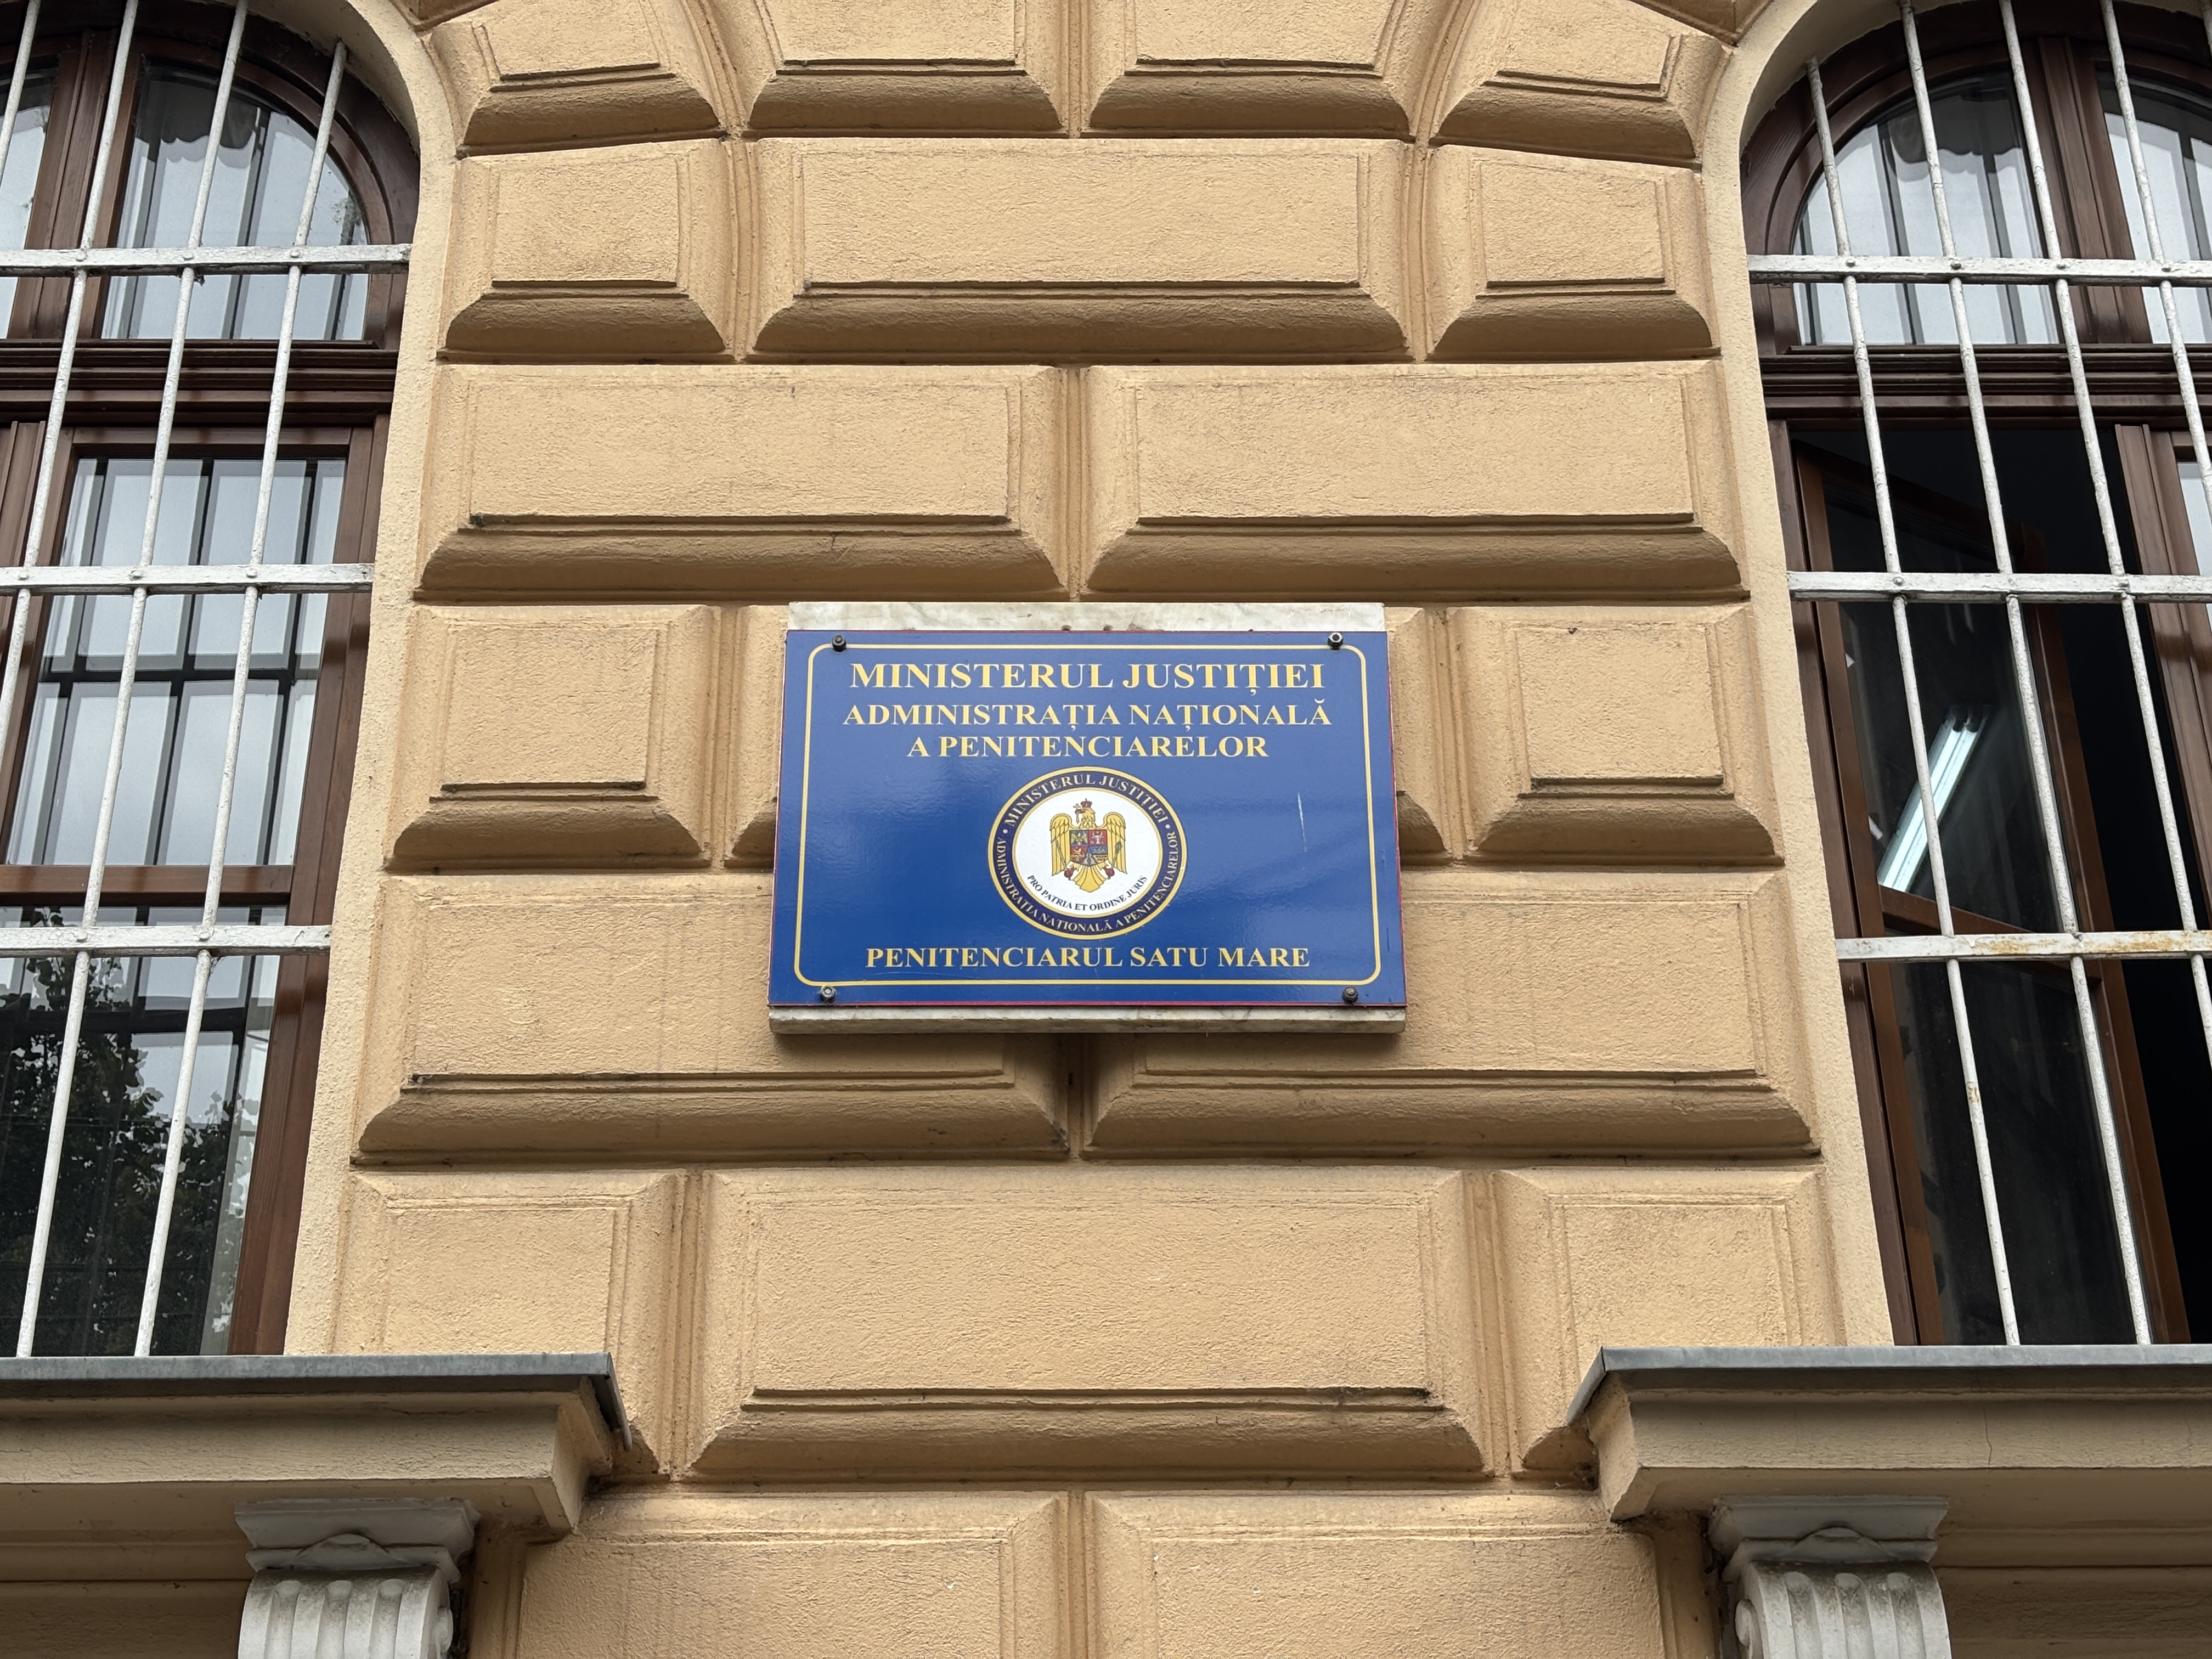 MINISTERUL JUSTIȚIEI
ADMINISTRAȚIA NAȚIONALĂ
A PENITENCIARELOR
• MINISTERUL JUSTIȚIEI •
ADMINISTRAȚIA NAȚIONALĂ A PENITENCIARELOR
PRO PATRIA ET ORDINE JURIS
PENITENCIARUL SATU MARE